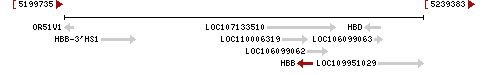 [ 5199735 [ 5239383
OR51V1 LOC107133510 HBD
HBB-3'HS1 LOC110006319 LOC106099063
LOC106099062
HBB LOC109951029